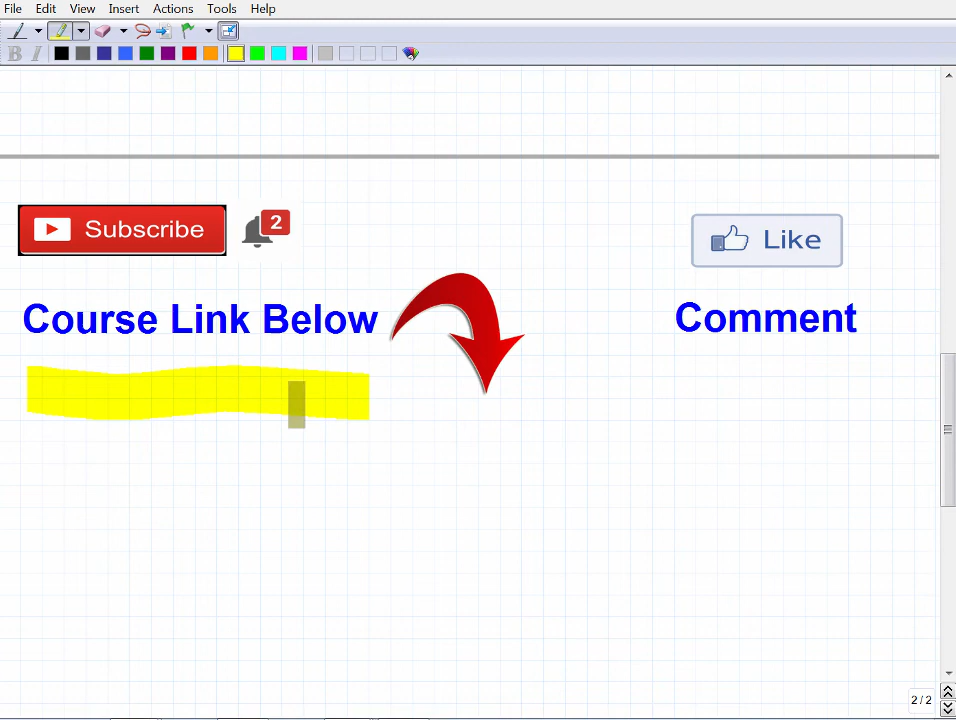 File Edit View Insert Actions Tools Help
B I
Subscribe 2
Like
Course Link Below
Comment
2 / 2